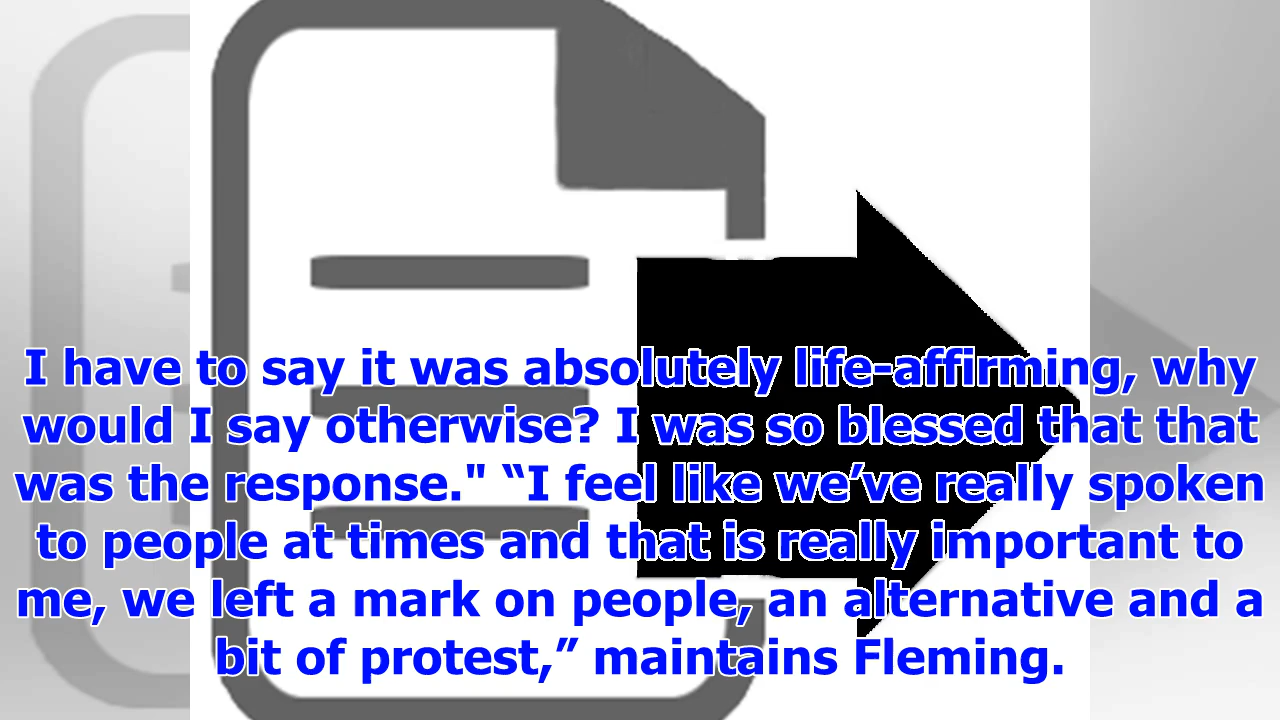 I have to say it was absolutely life-affirming, why
would I say otherwise? I was so blessed that that
was the response." “I feel like we’ve really spoken
to people at times and that is really important to
me, we left a mark on people, an alternative and a
bit of protest,” maintains Fleming.